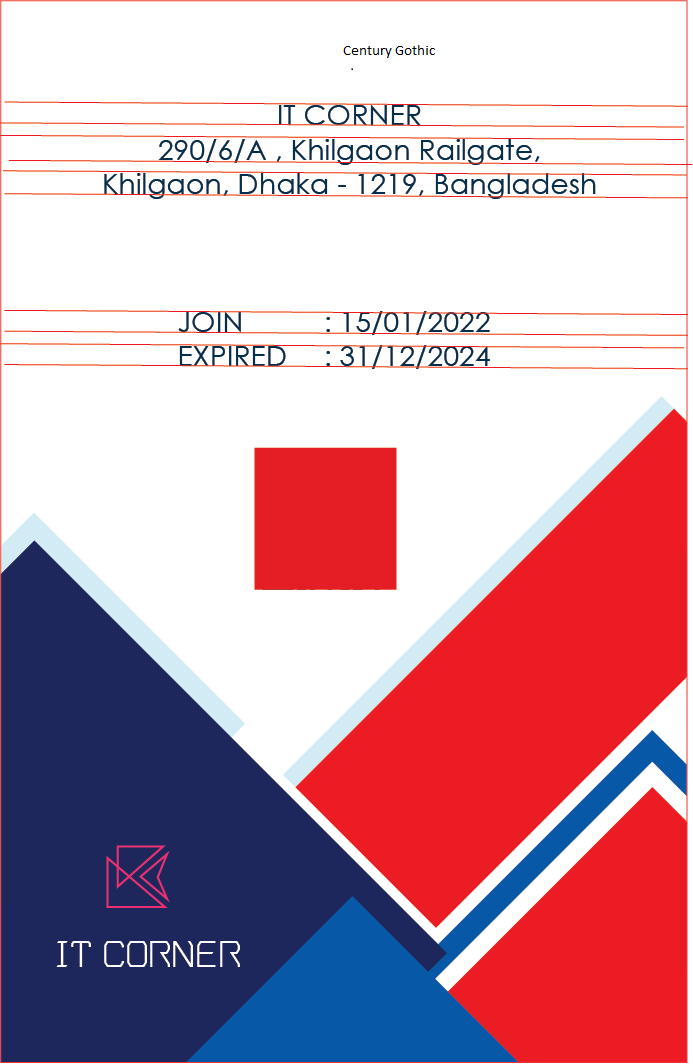 Century Gothic
.
IT CORNER
290/6/A , Khilgaon Railgate,
Khilgaon, Dhaka - 1219, Bangladesh
JOIN : 15/01/2022
EXPIRED : 31/12/2024
IT CORNER